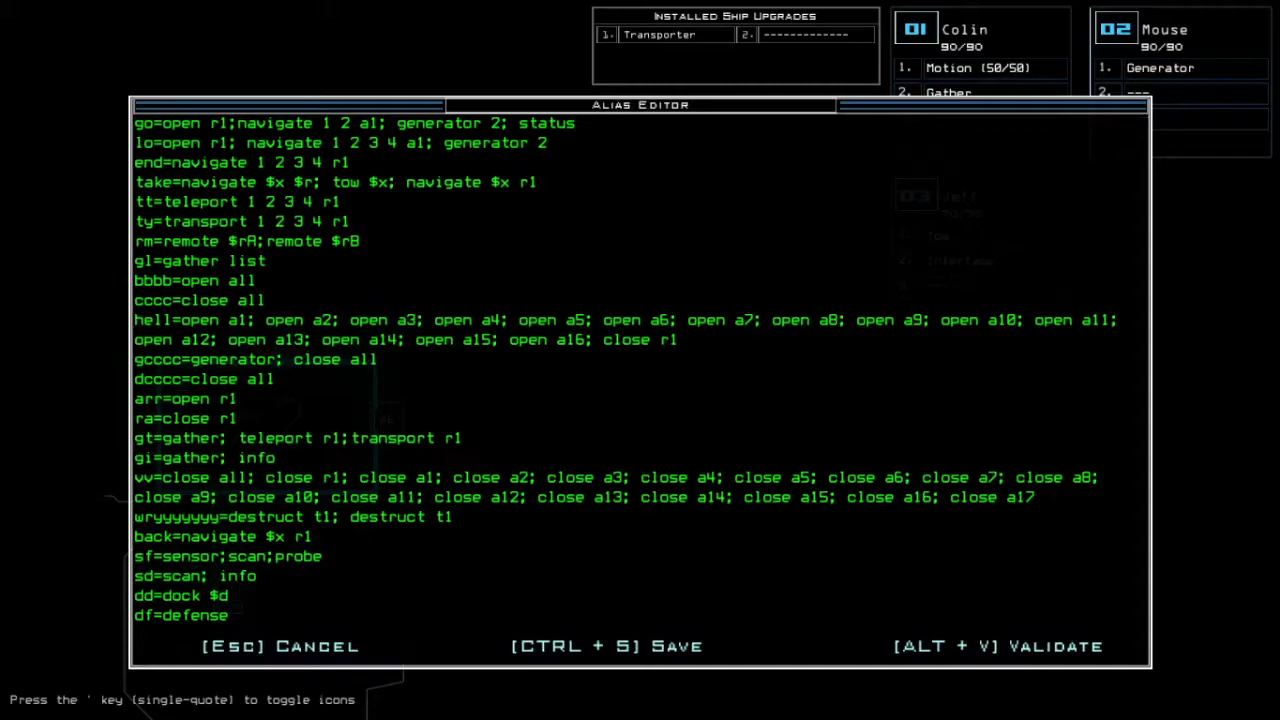 Installed Ship Upgrades
1. Transporter 2. -------------
01 Colin
90/90
1. Motion (50/50)
2. Gather
02 Mouse
90/90
1. Generator
2. ---
Alias Editor
go=open r1;navigate 1 2 a1; generator 2; status
lo=open r1; navigate 1 2 3 4 a1; generator 2
end=navigate 1 2 3 4 r1
take=navigate $x $r; tow $x; navigate $x r1
tt=teleport 1 2 3 4 r1
ty=transport 1 2 3 4 r1
rm=remote $rA;remote $rB
gl=gather list
bbbb=open all
cccc=close all
hell=open a1; open a2; open a3; open a4; open a5; open a6; open a7; open a8; open a9; open a10; open a11;
open a12; open a13; open a14; open a15; open a16; close r1
gcccc=generator; close all
dcccc=close all
arr=open r1
ra=close r1
gt=gather; teleport r1;transport r1
gi=gather; info
vv=close all; close r1; close a1; close a2; close a3; close a4; close a5; close a6; close a7; close a8;
close a9; close a10; close a11; close a12; close a13; close a14; close a15; close a16; close a17
wryyyyyyy=destruct t1; destruct t1
back=navigate $x r1
sf=sensor;scan;probe
sd=scan; info
dd=dock $d
df=defense
03 Jeff
1. Tow
2. Interface
[Esc] Cancel [CTRL + S] Save [ALT + V] Validate
Press the ' key (single-quote) to toggle icons